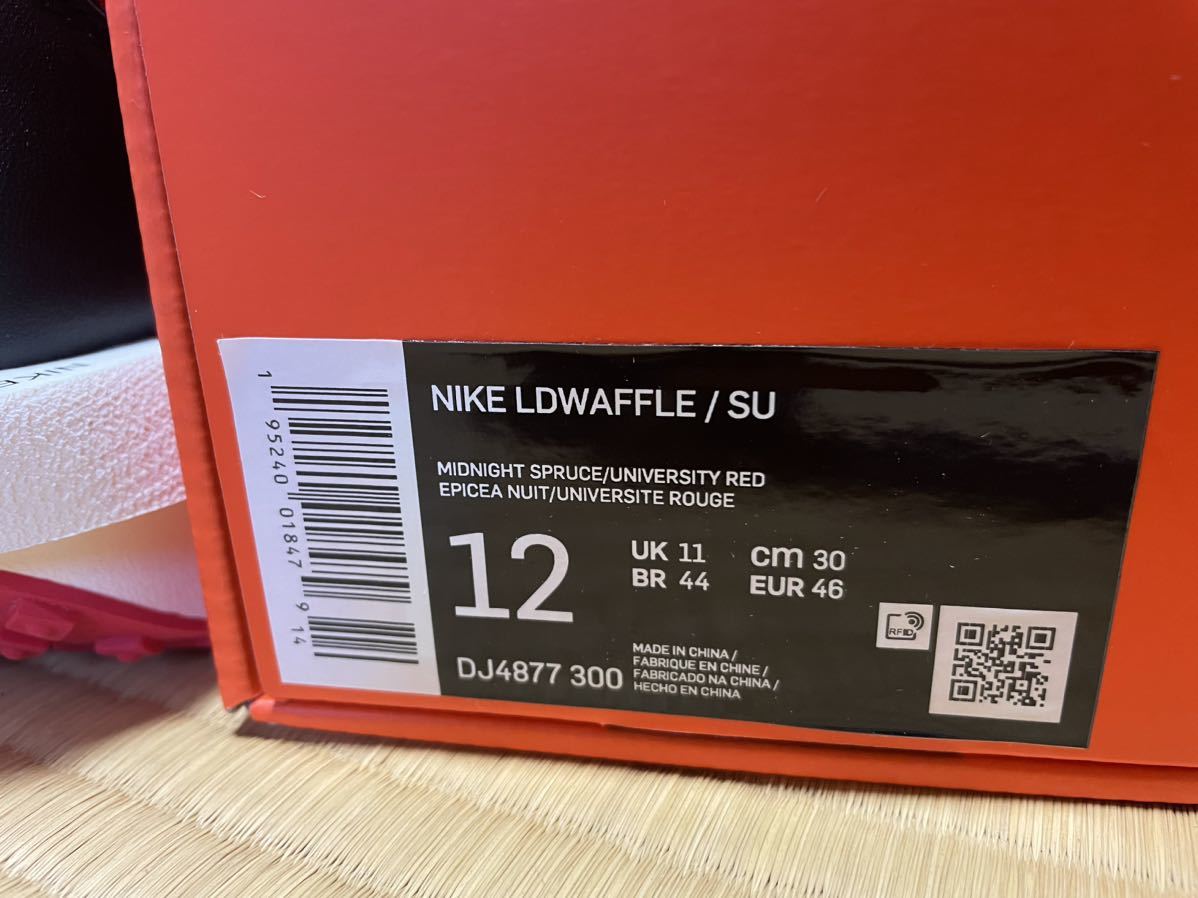 NIKE
1 95240 01847 9 14
NIKE LDWAFFLE / SU
MIDNIGHT SPRUCE/UNIVERSITY RED
EPICEA NUIT/UNIVERSITE ROUGE
12
UK 11 cm 30
BR 44 EUR 46
RFID
DJ4877 300
MADE IN CHINA /
FABRIQUE EN CHINE /
FABRICADO NA CHINA /
HECHO EN CHINA